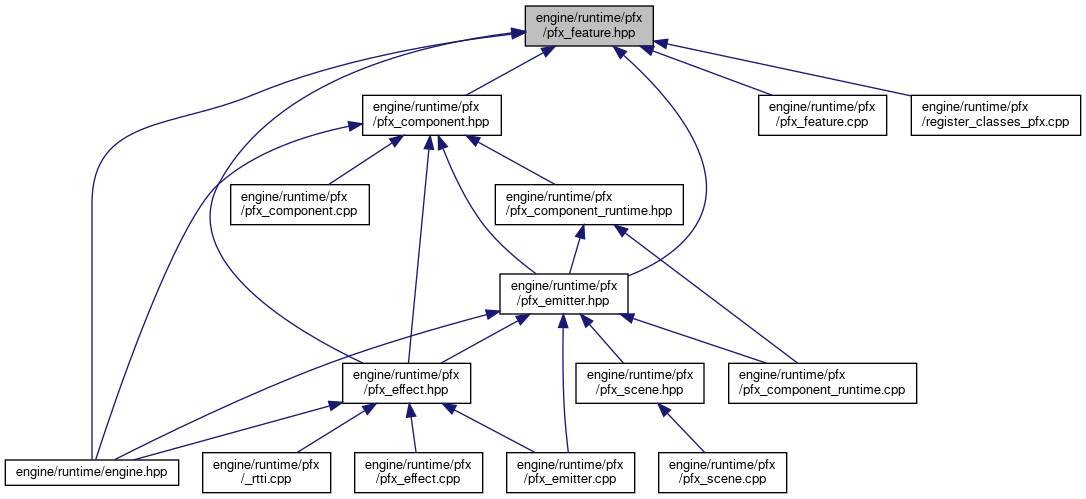 engine/runtime/pfx
/pfx_feature.hpp
engine/runtime/pfx
/pfx_component.hpp
engine/runtime/pfx
/pfx_feature.cpp
engine/runtime/pfx
/register_classes_pfx.cpp
engine/runtime/pfx
/pfx_component.cpp
engine/runtime/pfx
/pfx_component_runtime.hpp
engine/runtime/pfx
/pfx_emitter.hpp
engine/runtime/pfx
/pfx_effect.hpp
engine/runtime/pfx
/pfx_scene.hpp
engine/runtime/pfx
/pfx_component_runtime.cpp
engine/runtime/engine.hpp
engine/runtime/pfx
/_rtti.cpp
engine/runtime/pfx
/pfx_effect.cpp
engine/runtime/pfx
/pfx_emitter.cpp
engine/runtime/pfx
/pfx_scene.cpp